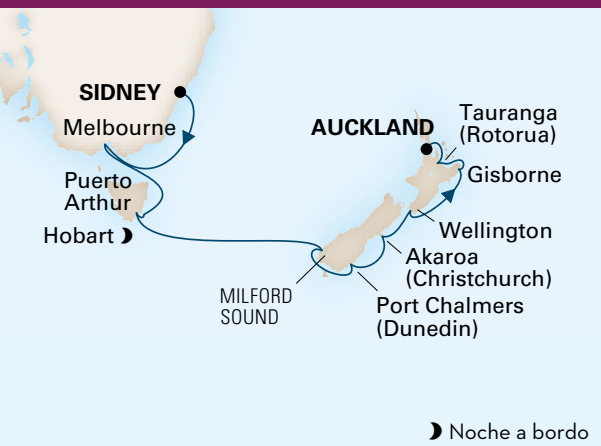 SIDNEY
Melbourne
Puerto
Arthur
Hobart
AUCKLAND
Tauranga
(Rotorua)
Gisborne
Wellington
Akaroa
(Christchurch)
Port Chalmers
(Dunedin)
MILFORD
SOUND
Noche a bordo